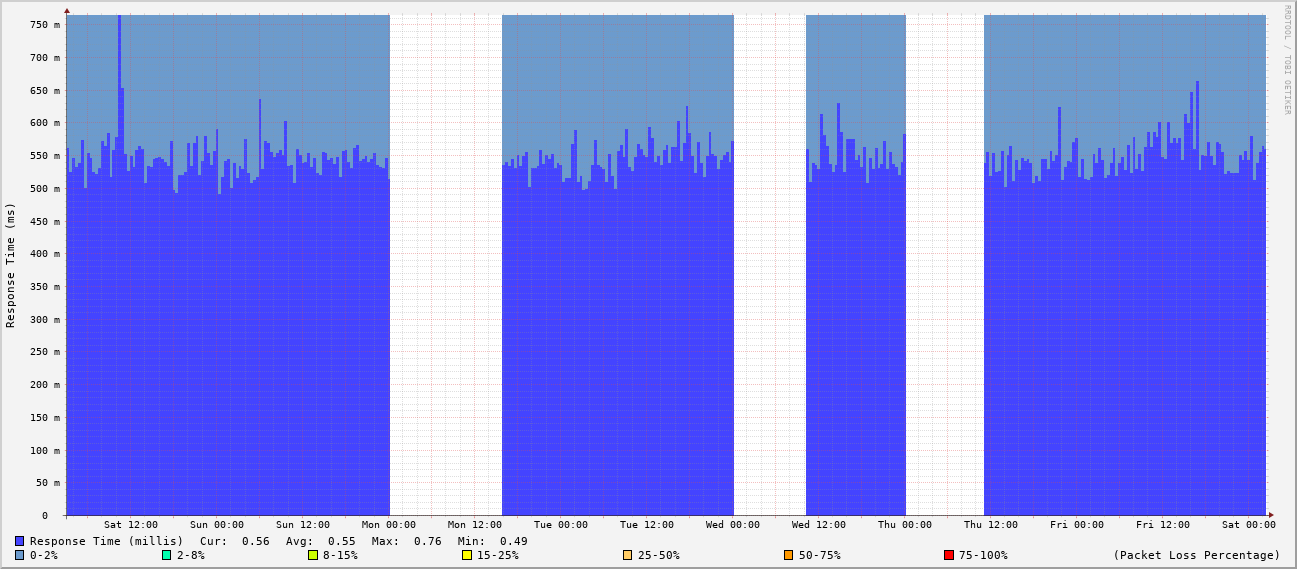 RRDTOOL / TOBI OETIKER
Response Time (ms)
750 m
700 m
650 m
600 m
550 m
500 m
450 m
400 m
350 m
300 m
250 m
200 m
150 m
100 m
50 m
0
Sat 12:00 Sun 00:00 Sun 12:00 Mon 00:00 Mon 12:00 Tue 00:00 Tue 12:00 Wed 00:00 Wed 12:00 Thu 00:00 Thu 12:00 Fri 00:00 Fri 12:00 Sat 00:00
Response Time (millis) Cur: 0.56 Avg: 0.55 Max: 0.76 Min: 0.49
0-2% 2-8% 8-15% 15-25% 25-50% 50-75% 75-100% (Packet Loss Percentage)